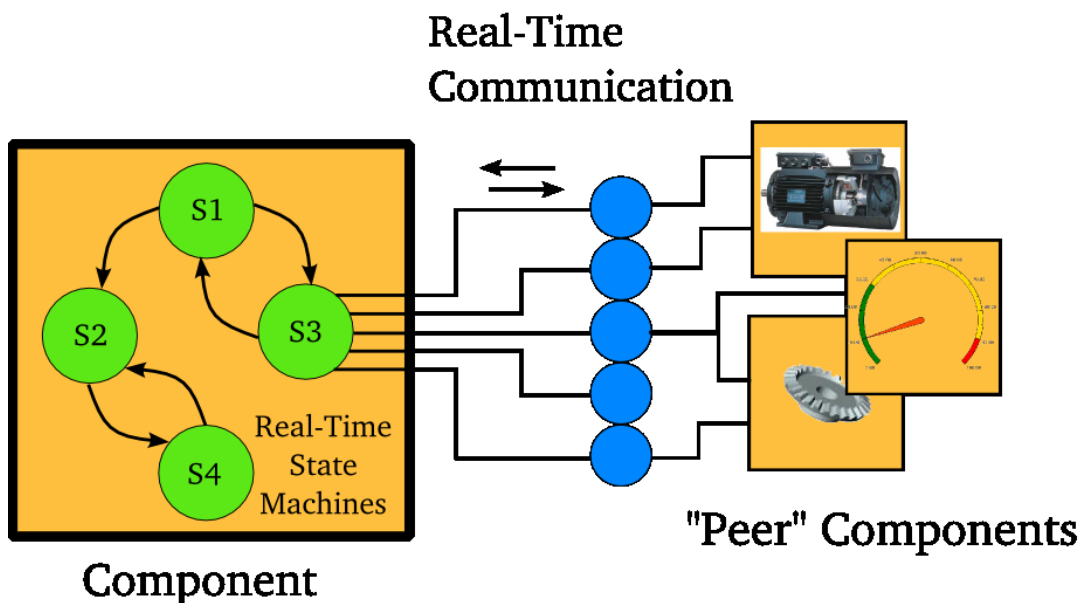 Real-Time
Communication
S1
S2
S3
S4
Real-Time
State
Machines
"Peer" Components
Component